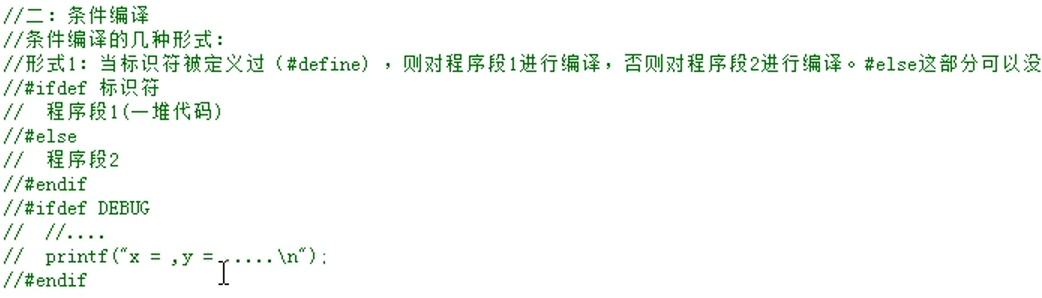 //二：条件编译
//条件编译的几种形式：
//形式1：当标识符被定义过（#define），则对程序段1进行编译，否则对程序段2进行编译。#else这部分可以没
//#ifdef 标识符
//  程序段1(一堆代码)
//#else
//  程序段2
//#endif
//#ifdef DEBUG
//  //....
//  printf("x = ,y = .....\n");
//#endif